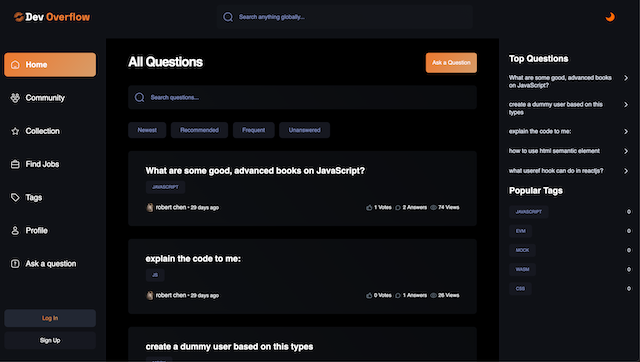 Dev Overflow
Search anything globally...
Home
Community
Collection
Find Jobs
Tags
Profile
Ask a question
Log In
Sign Up
All Questions
Ask a Question
Search questions...
Newest
Recommended
Frequent
Unanswered
What are some good, advanced books on JavaScript?
JAVASCRIPT
robert chen • 29 days ago
1 Votes
2 Answers
74 Views
explain the code to me:
JS
robert chen • 29 days ago
0 Votes
1 Answers
26 Views
create a dummy user based on this types
Top Questions
What are some good, advanced books
on JavaScript?
create a dummy user based on this
types
explain the code to me:
how to use html semantic element
what useref hook can do in reactjs?
Popular Tags
JAVASCRIPT 0
EVM 0
MOCK 0
WASM 0
CSS 0